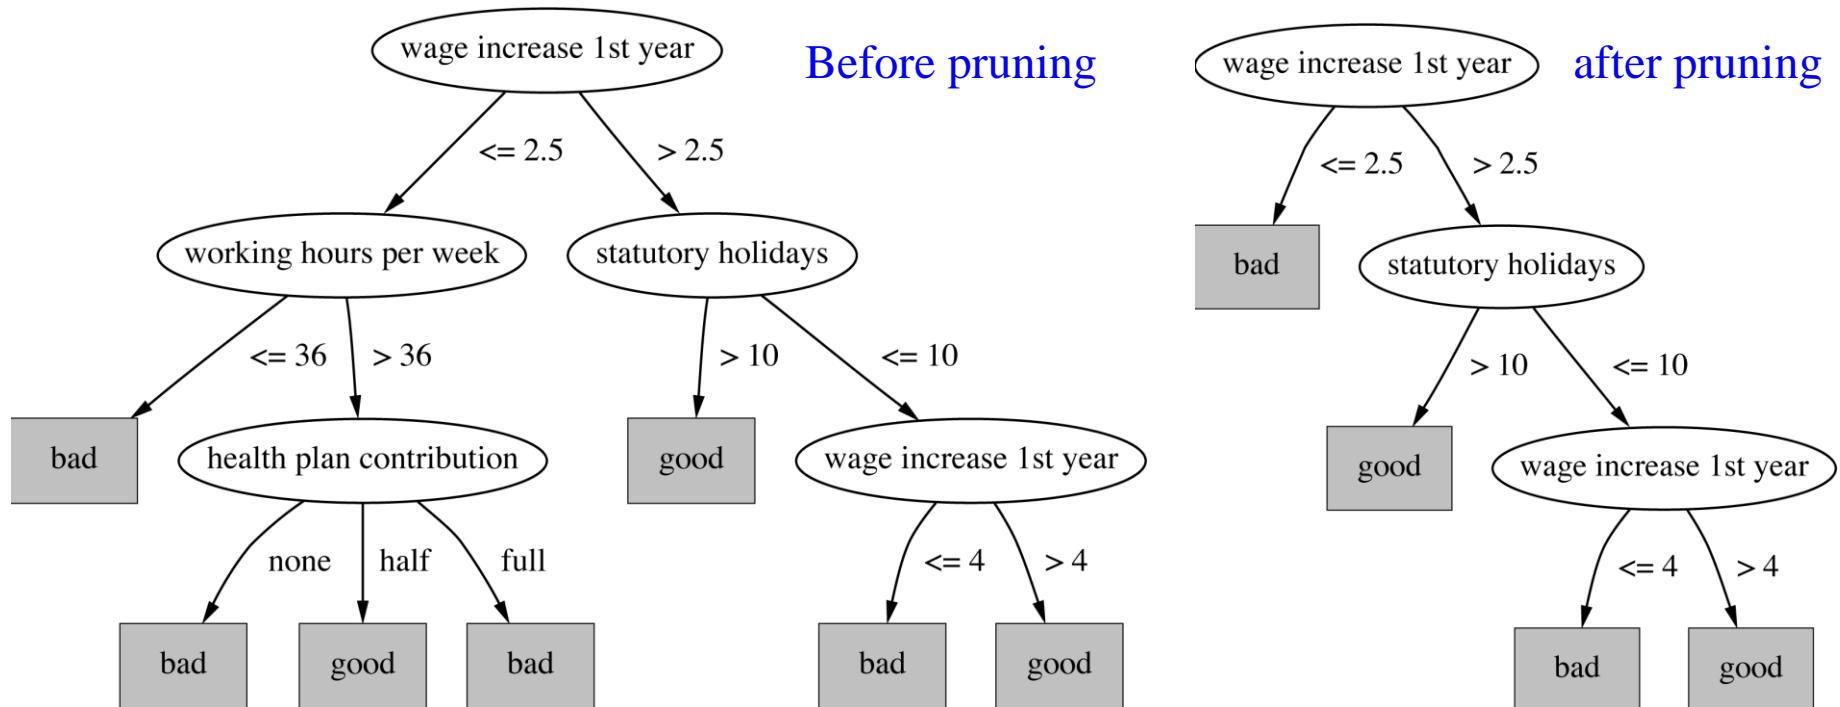 wage increase 1st year
Before pruning
<= 2.5
> 2.5
working hours per week
statutory holidays
<= 36
> 36
> 10
<= 10
bad
health plan contribution
good
wage increase 1st year
none
half
full
<= 4
> 4
bad
good
bad
bad
good
wage increase 1st year
after pruning
<= 2.5
> 2.5
bad
statutory holidays
> 10
<= 10
good
wage increase 1st year
<= 4
> 4
bad
good